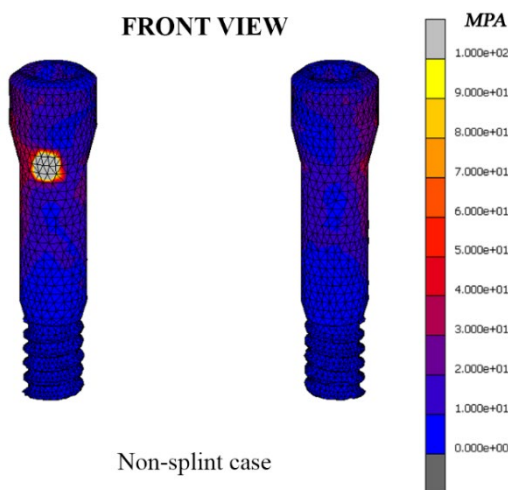 FRONT VIEW
MPA
1.000e+02
9.000e+01
8.000e+01
7.000e+01
6.000e+01
5.000e+01
4.000e+01
3.000e+01
2.000e+01
1.000e+01
0.000e+00
Non-splint case